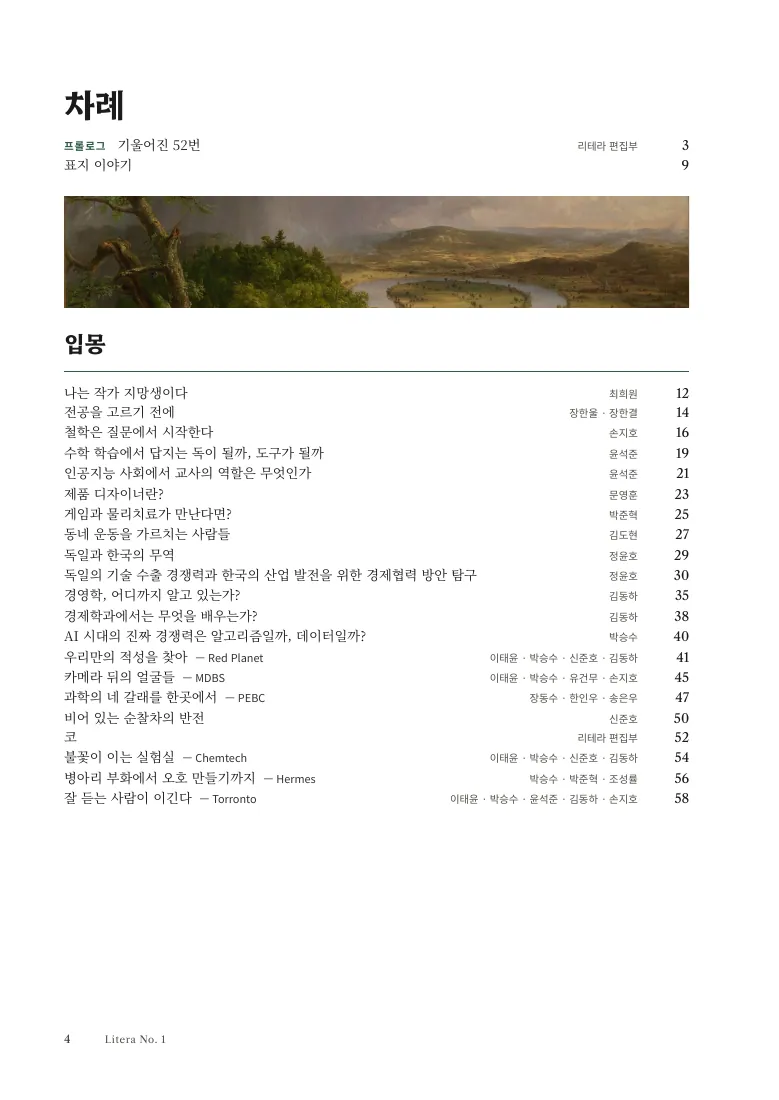 차례
프롤로그 기울어진 52번 리테라 편집부 3
표지 이야기 9
입몽
나는 작가 지망생이다 최희원 12
전공을 고르기 전에 장한울 · 장한결 14
철학은 질문에서 시작한다 손지호 16
수학 학습에서 답지는 독이 될까, 도구가 될까 윤석준 19
인공지능 사회에서 교사의 역할은 무엇인가 윤석준 21
제품 디자이너란? 문영훈 23
게임과 물리치료가 만난다면? 박준혁 25
동네 운동을 가르치는 사람들 김도현 27
독일과 한국의 무역 정윤호 29
독일의 기술 수출 경쟁력과 한국의 산업 발전을 위한 경제협력 방안 탐구 정윤호 30
경영학, 어디까지 알고 있는가? 김동하 35
경제학과에서는 무엇을 배우는가? 김동하 38
AI 시대의 진짜 경쟁력은 알고리즘일까, 데이터일까? 박승수 40
우리만의 적성을 찾아 — Red Planet 이태윤 · 박승수 · 신준호 · 김동하 41
카메라 뒤의 얼굴들 — MDBS 이태윤 · 박승수 · 유건무 · 손지호 45
과학의 네 갈래를 한곳에서 — PEBC 장동수 · 한인우 · 송은우 47
비어 있는 순찰차의 반전 신준호 50
코 리테라 편집부 52
불꽃이 이는 실험실 — Chemtech 이태윤 · 박승수 · 신준호 · 김동하 54
병아리 부화에서 오호 만들기까지 — Hermes 박승수 · 박준혁 · 조성률 56
잘 듣는 사람이 이긴다 — Torronto 이태윤 · 박승수 · 윤석준 · 김동하 · 손지호 58
4 Litera No. 1